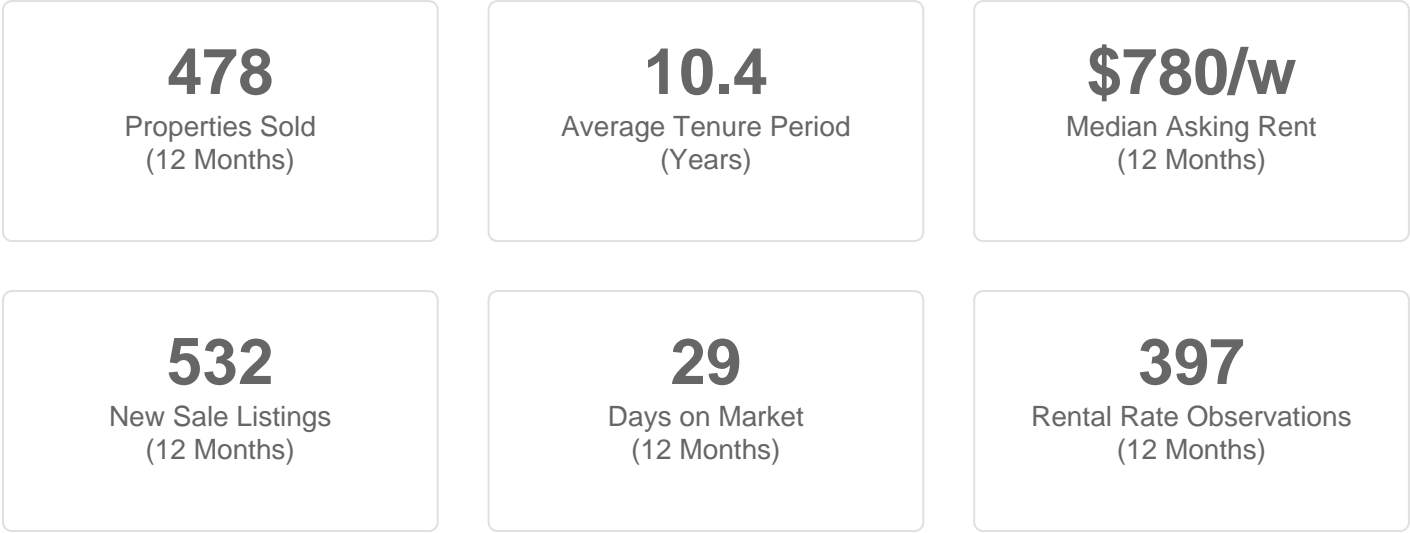 478
Properties Sold
(12 Months)
10.4
Average Tenure Period
(Years)
$780/w
Median Asking Rent
(12 Months)
532
New Sale Listings
(12 Months)
29
Days on Market
(12 Months)
397
Rental Rate Observations
(12 Months)